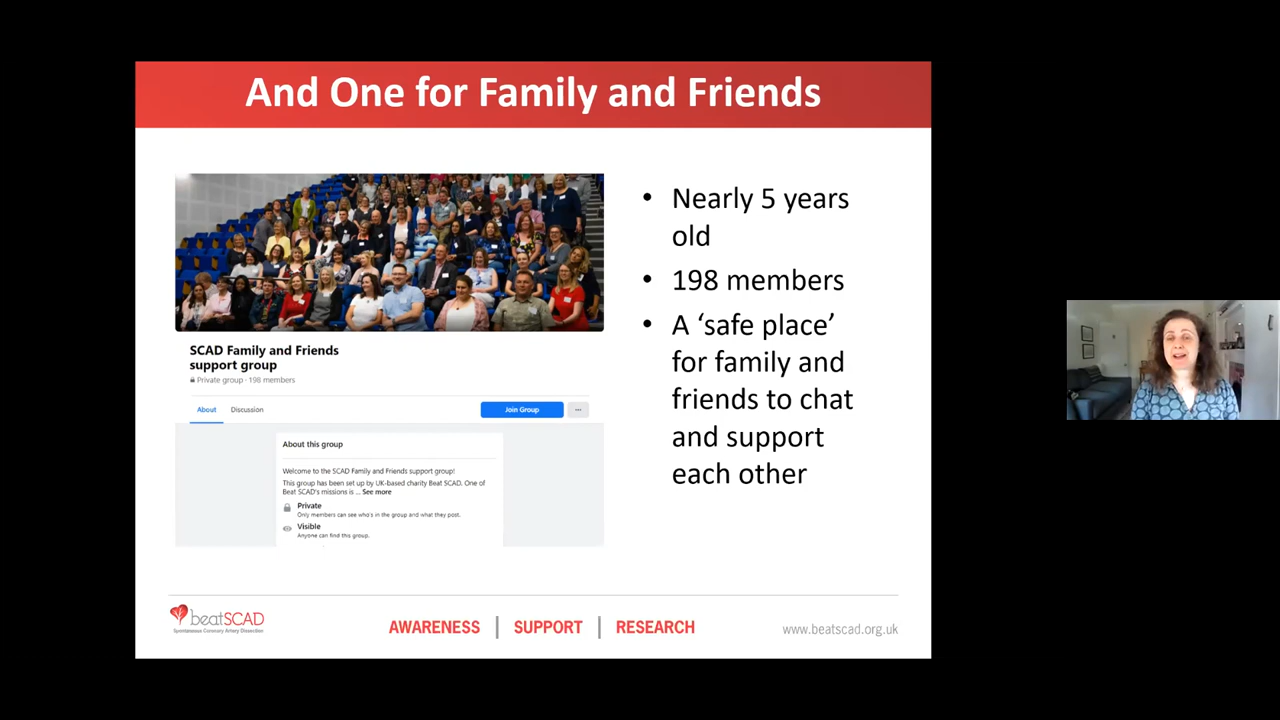 And One for Family and Friends
SCAD Family and Friends
support group
Private group · 198 members
About
Discussion
Join Group
...
About this group
Welcome to the SCAD Family and Friends support group!
This group has been set up by UK-based charity Beat SCAD. One of
Beat SCAD's missions is ... See more
Private
Only members can see who's in the group and what they post.
Visible
Anyone can find this group.
• Nearly 5 years
old
• 198 members
• A ‘safe place’
for family and
friends to chat
and support
each other
beatSCAD
Spontaneous Coronary Artery Dissection
AWARENESS | SUPPORT | RESEARCH
www.beatscad.org.uk